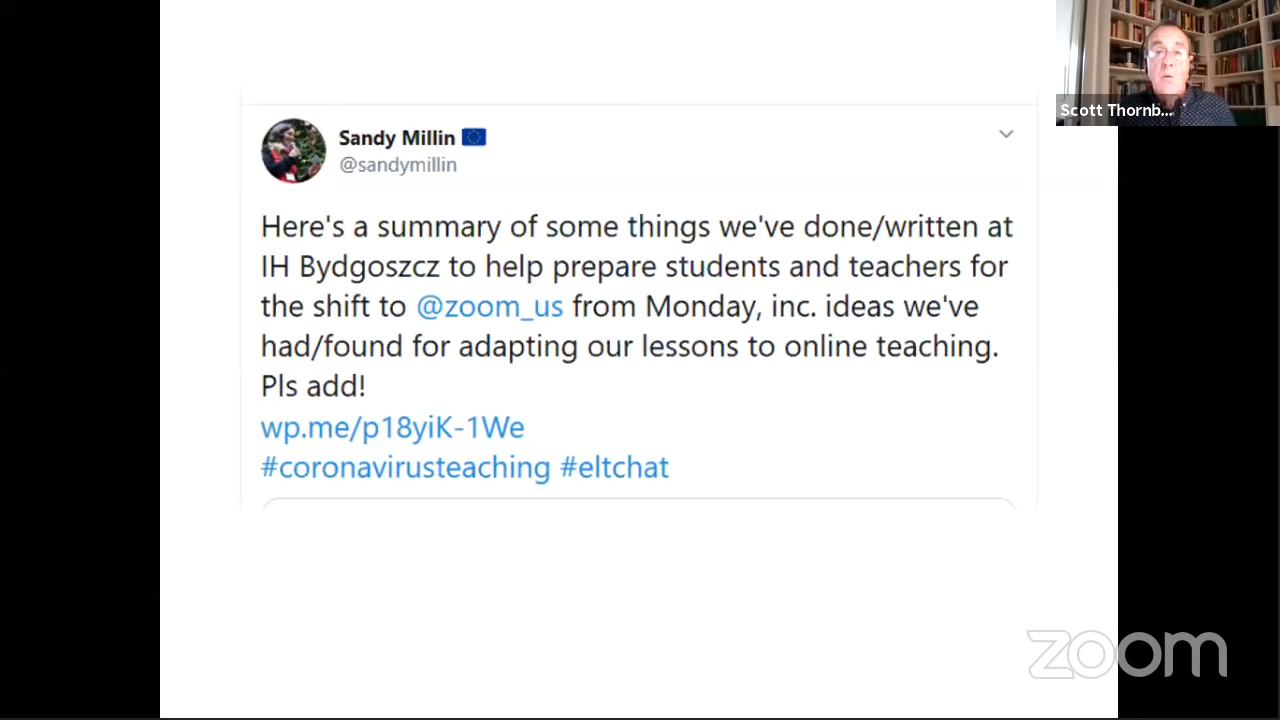 Scott Thornb...
Sandy Millin
@sandymillin
Here's a summary of some things we've done/written at
IH Bydgoszcz to help prepare students and teachers for
the shift to @zoom_us from Monday, inc. ideas we've
had/found for adapting our lessons to online teaching.
Pls add!
wp.me/p18yiK-1We
#coronavirusteaching #eltchat
zoom